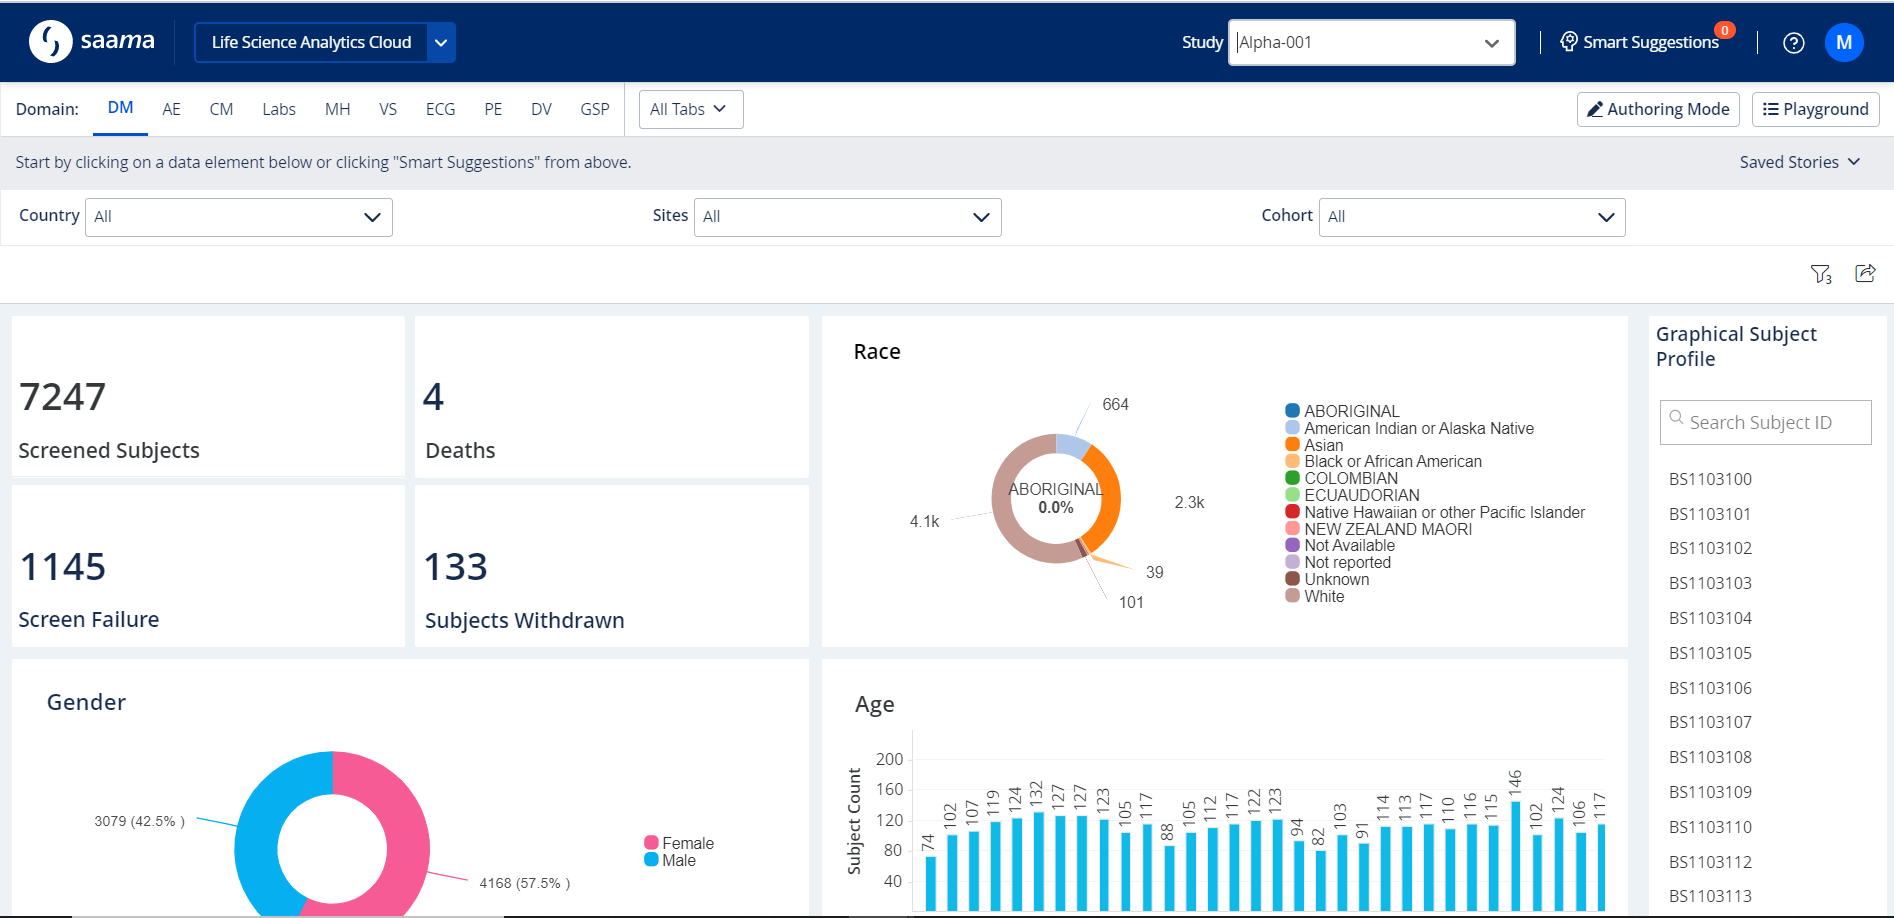 saama
Life Science Analytics Cloud
Study
Alpha-001
Smart Suggestions
0
?
M
Domain:
DM
AE
CM
Labs
MH
VS
ECG
PE
DV
GSP
All Tabs
Authoring Mode
Playground
Start by clicking on a data element below or clicking "Smart Suggestions" from above.
Saved Stories
Country
All
Sites
All
Cohort
All
3
7247
Screened Subjects
4
Deaths
1145
Screen Failure
133
Subjects Withdrawn
Race
664
2.3k
39
101
4.1k
ABORIGINAL
0.0%
ABORIGINAL
American Indian or Alaska Native
Asian
Black or African American
COLOMBIAN
ECUAUDORIAN
Native Hawaiian or other Pacific Islander
NEW ZEALAND MAORI
Not Available
Not reported
Unknown
White
Graphical Subject
Profile
Search Subject ID
BS1103100
BS1103101
BS1103102
BS1103103
BS1103104
BS1103105
BS1103106
BS1103107
BS1103108
BS1103109
BS1103110
BS1103112
BS1103113
Gender
3079 (42.5% )
4168 (57.5% )
Female
Male
Age
Subject Count
200
160
120
80
40
74
102
107
119
124
132
127
127
123
105
117
88
105
112
117
122
123
94
82
103
91
114
113
117
110
116
115
146
102
124
106
117